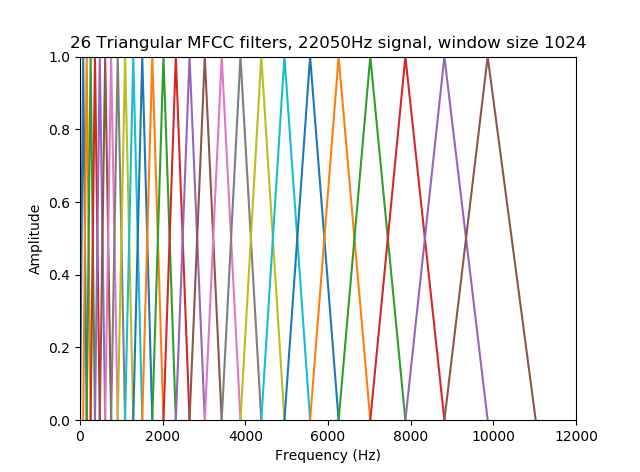 26 Triangular MFCC filters, 22050Hz signal, window size 1024
1.0
0.8
0.6
0.4
0.2
0.0
Amplitude
0 2000 4000 6000 8000 10000 12000
Frequency (Hz)